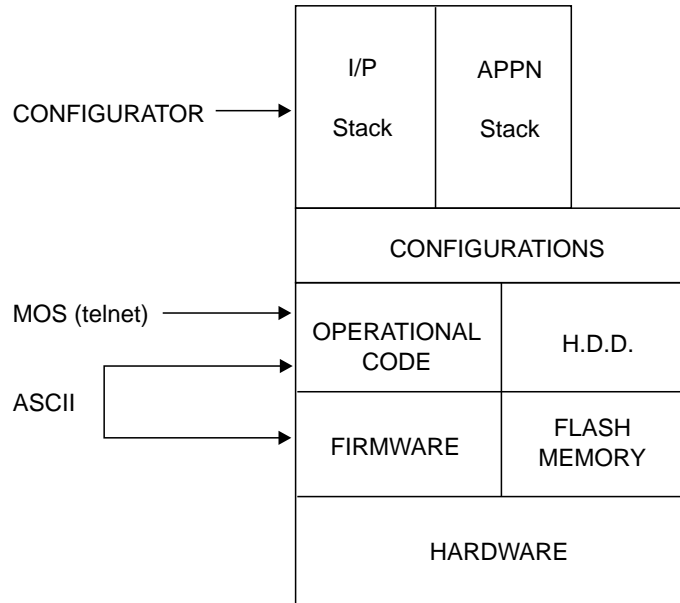 I/P
Stack
APPN
Stack
CONFIGURATOR
CONFIGURATIONS
MOS (telnet)
OPERATIONAL
CODE
H.D.D.
ASCII
FIRMWARE
FLASH
MEMORY
HARDWARE